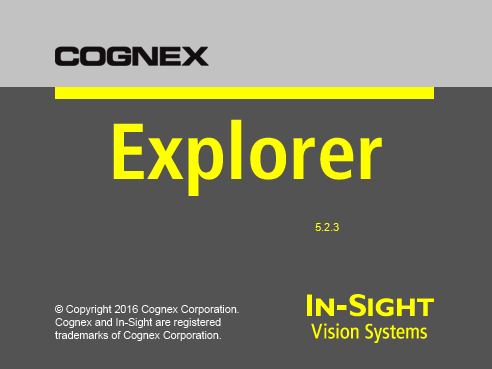 COGNEX
Explorer
5.2.3
© Copyright 2016 Cognex Corporation.
Cognex and In-Sight are registered
trademarks of Cognex Corporation.
IN-SIGHT
Vision Systems